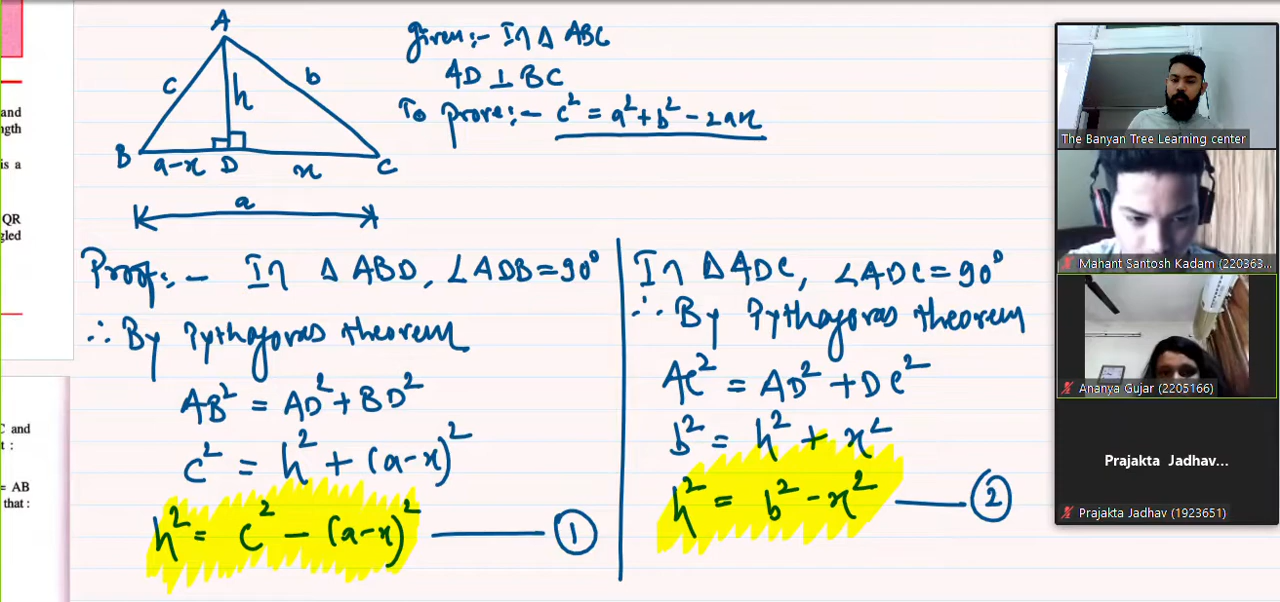 and
ngth
is a
QR
gled
C and
t :
= AB
that :
A
c
h
b
B
a-x
D
x
C
a
given:- In Δ ABC
AD ⊥ BC
To prove:- c² = a² + b² - 2ax
Proof:- In Δ ABD, ∠ADB = 90°
∴ By Pythagoras theorem
AB² = AD² + BD²
c² = h² + (a-x)²
h² = c² - (a-x)² —— ①
In Δ ADC, ∠ADC = 90°
∴ By Pythagoras theorem
AC² = AD² + DC²
b² = h² + x²
h² = b² - x² —— ②
The Banyan Tree Learning center
Mahant Santosh Kadam (220363...
Ananya Gujar (2205166)
Prajakta Jadhav...
Prajakta Jadhav (1923651)